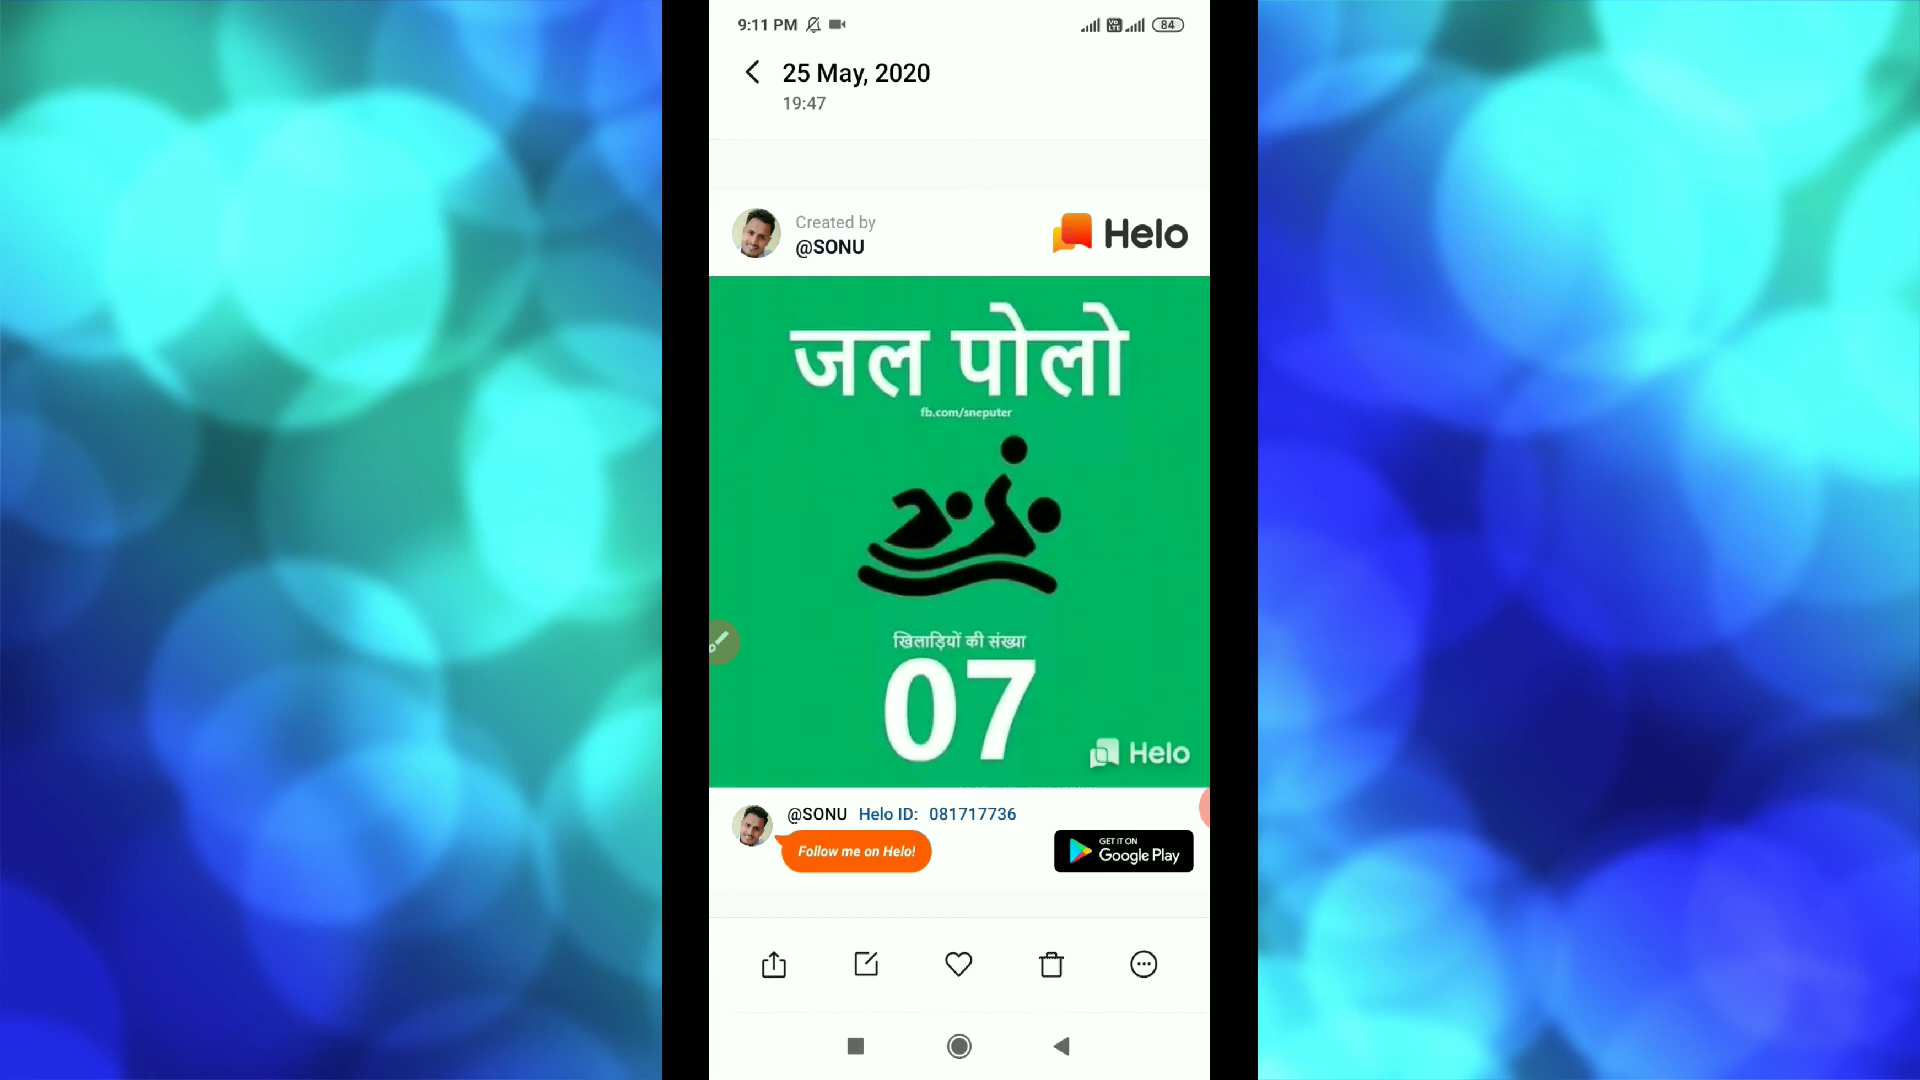 9:11 PM
84
25 May, 2020
19:47
Created by
@SONU
Helo
जल पोलो
fb.com/sneputer
खिलाड़ियों की संख्या
07
Helo
@SONU Helo ID: 081717736
Follow me on Helo!
GET IT ON
Google Play